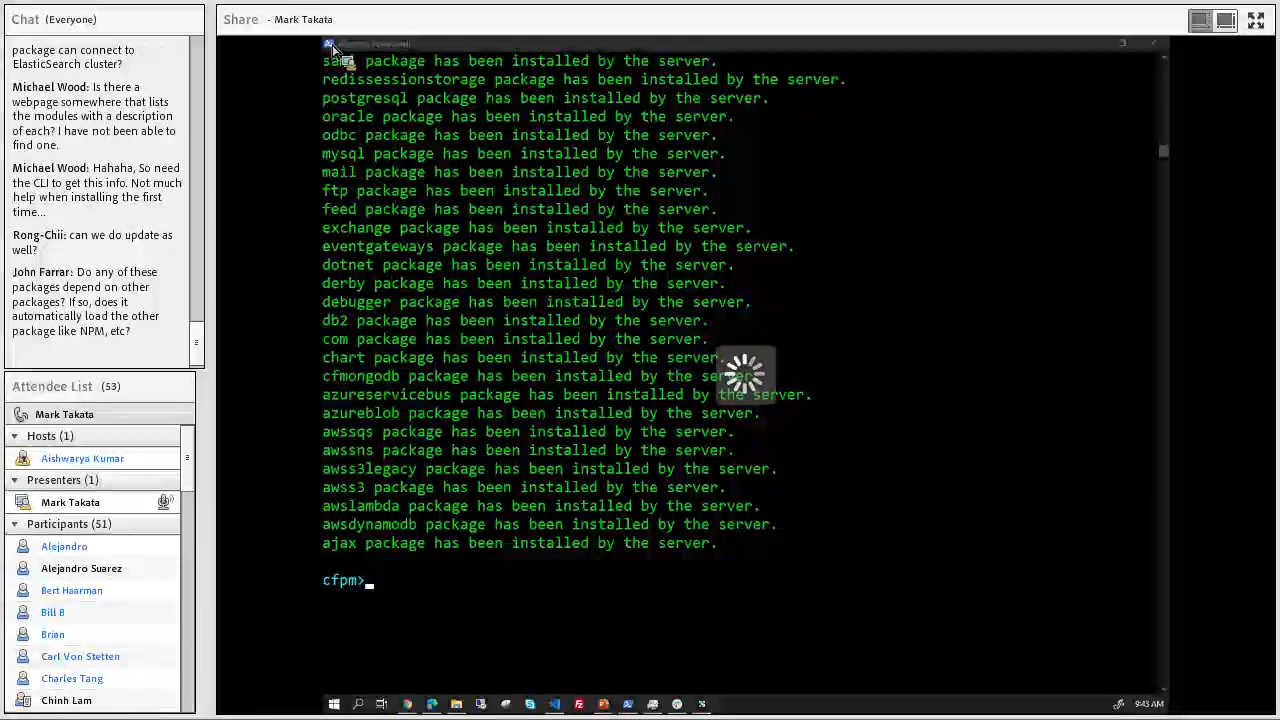 Chat (Everyone)
package can connect to
ElasticSearch cluster?
Michael Wood: Is there a
webpage somewhere that lists
the modules with a description
of each? I have not been able to
find one.
Michael Wood: Hahaha, So need
the CLI to get this info. Not much
help when installing the first
time...
Rong-Chii: can we do update as
well?
John Farrar: Do any of these
packages depend on other
packages? If so, does it
automatically load the other
package like NPM, etc?
Attendee List (53)
Mark Takata
Hosts (1)
Aishwarya Kumar
Presenters (1)
Mark Takata
Participants (51)
Alejandro
Alejandro Suarez
Bert Haarman
Bill B
Brian
Carl Von Stetten
Charles Tang
Chinh Lam
Share - Mark Takata
package has been installed by the server.
redissessionstorage package has been installed by the server.
postgresql package has been installed by the server.
oracle package has been installed by the server.
odbc package has been installed by the server.
mysql package has been installed by the server.
mail package has been installed by the server.
ftp package has been installed by the server.
feed package has been installed by the server.
exchange package has been installed by the server.
eventgateways package has been installed by the server.
dotnet package has been installed by the server.
derby package has been installed by the server.
debugger package has been installed by the server.
db2 package has been installed by the server.
com package has been installed by the server.
chart package has been installed by the server.
cfmongodb package has been installed by the server.
azureservicebus package has been installed by the server.
azureblob package has been installed by the server.
awssqs package has been installed by the server.
awssns package has been installed by the server.
awss3legacy package has been installed by the server.
awss3 package has been installed by the server.
awslambda package has been installed by the server.
awsdynamodb package has been installed by the server.
ajax package has been installed by the server.
cfpm>
9:43 AM